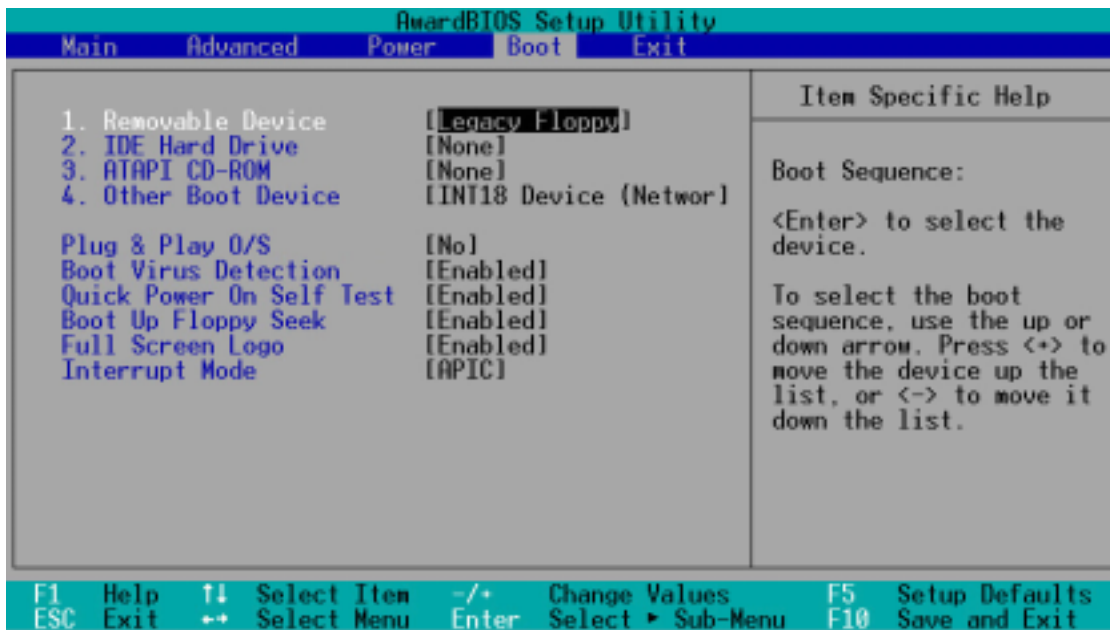 AwardBIOS Setup Utility
Main Advanced Power Boot Exit
1. Removable Device [Legacy Floppy]
2. IDE Hard Drive [None]
3. ATAPI CD-ROM [None]
4. Other Boot Device [INT18 Device (Networ]
Plug & Play O/S [No]
Boot Virus Detection [Enabled]
Quick Power On Self Test [Enabled]
Boot Up Floppy Seek [Enabled]
Full Screen Logo [Enabled]
Interrupt Mode [APIC]
Item Specific Help
Boot Sequence:
<Enter> to select the
device.
To select the boot
sequence, use the up or
down arrow. Press <+> to
move the device up the
list, or <-> to move it
down the list.
F1 Help ↑↓ Select Item -/+ Change Values F5 Setup Defaults
ESC Exit ←→ Select Menu Enter Select ► Sub-Menu F10 Save and Exit